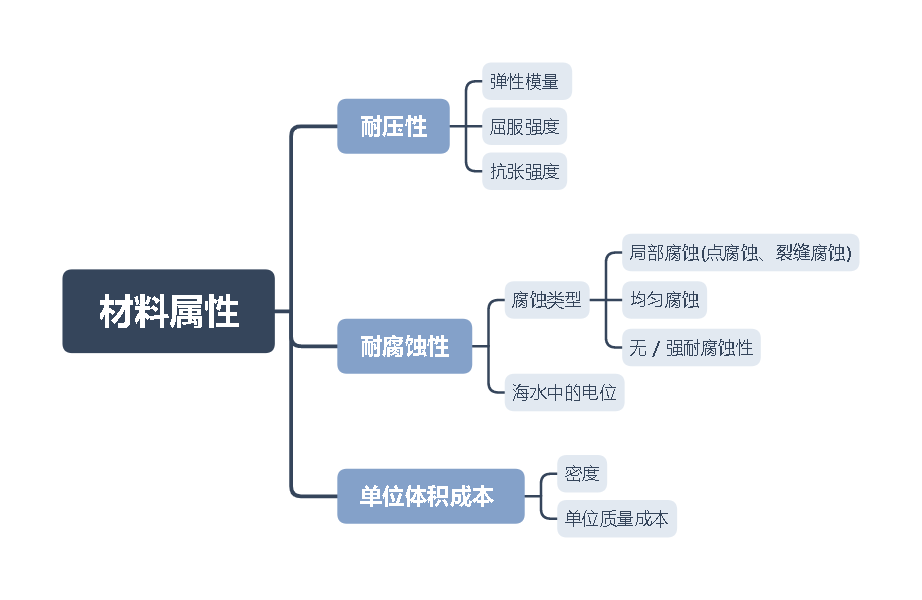 材料属性
耐压性
弹性模量
屈服强度
抗张强度
耐腐蚀性
腐蚀类型
局部腐蚀(点腐蚀、裂缝腐蚀)
均匀腐蚀
无 / 强耐腐蚀性
海水中的电位
单位体积成本
密度
单位质量成本